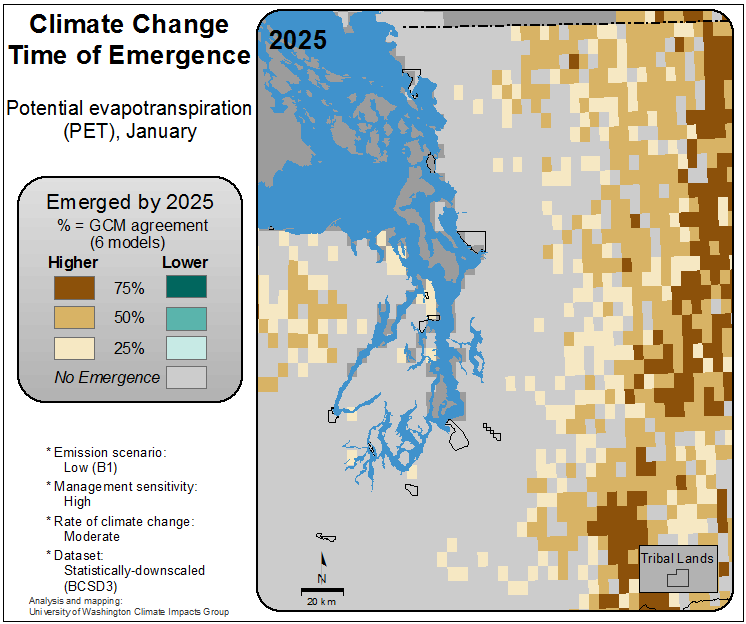 Climate Change
Time of Emergence
Potential evapotranspiration
(PET), January
Emerged by 2025
% = GCM agreement
(6 models)
Higher Lower
75%
50%
25%
No Emergence
* Emission scenario:
Low (B1)
* Management sensitivity:
High
* Rate of climate change:
Moderate
* Dataset:
Statistically-downscaled
(BCSD3)
Analysis and mapping:
University of Washington Climate Impacts Group
2025
N
20 km
Tribal Lands